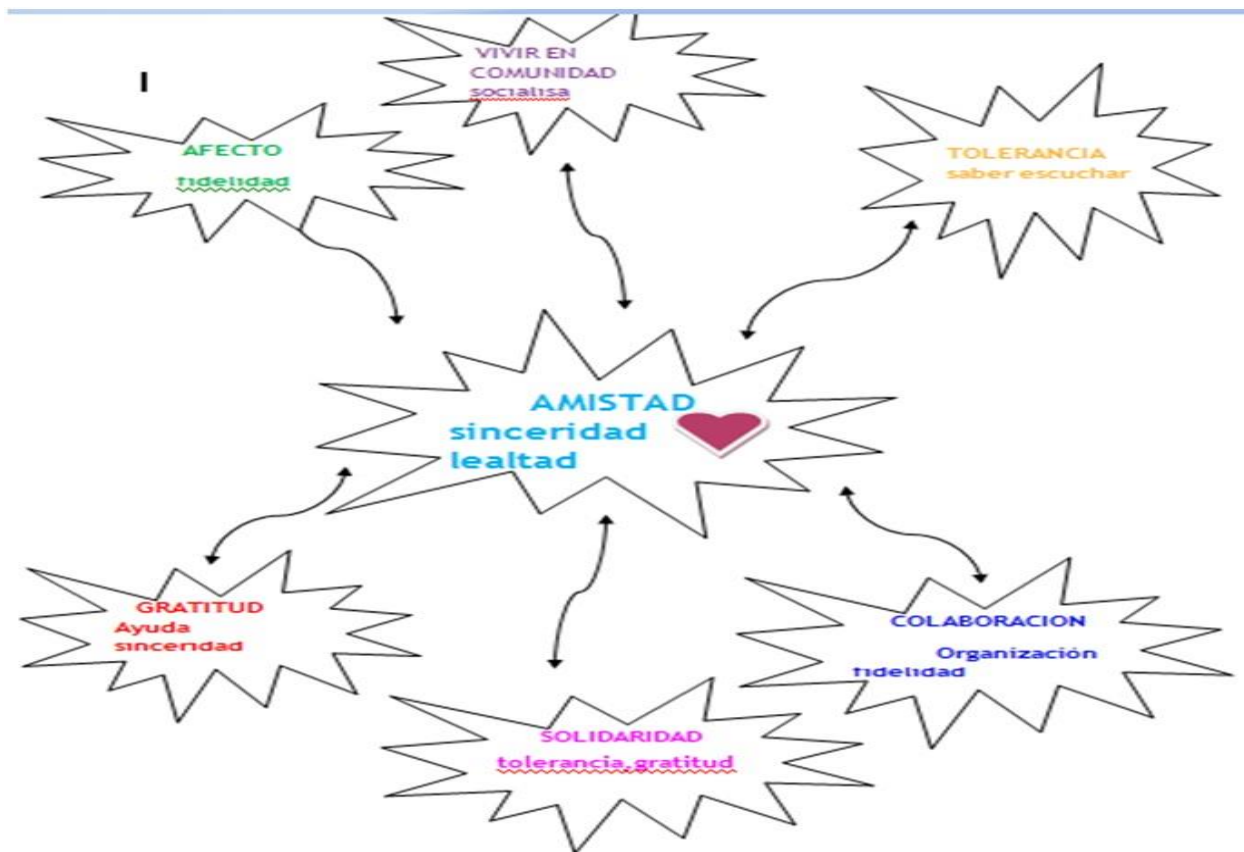 VIVIR EN
COMUNIDAD
socialisa
AFECTO
fidelidad
TOLERANCIA
saber escuchar
AMISTAD
sinceridad
lealtad
GRATITUD
Ayuda
sinceridad
COLABORACION
Organización
fidelidad
SOLIDARIDAD
tolerancia,gratitud